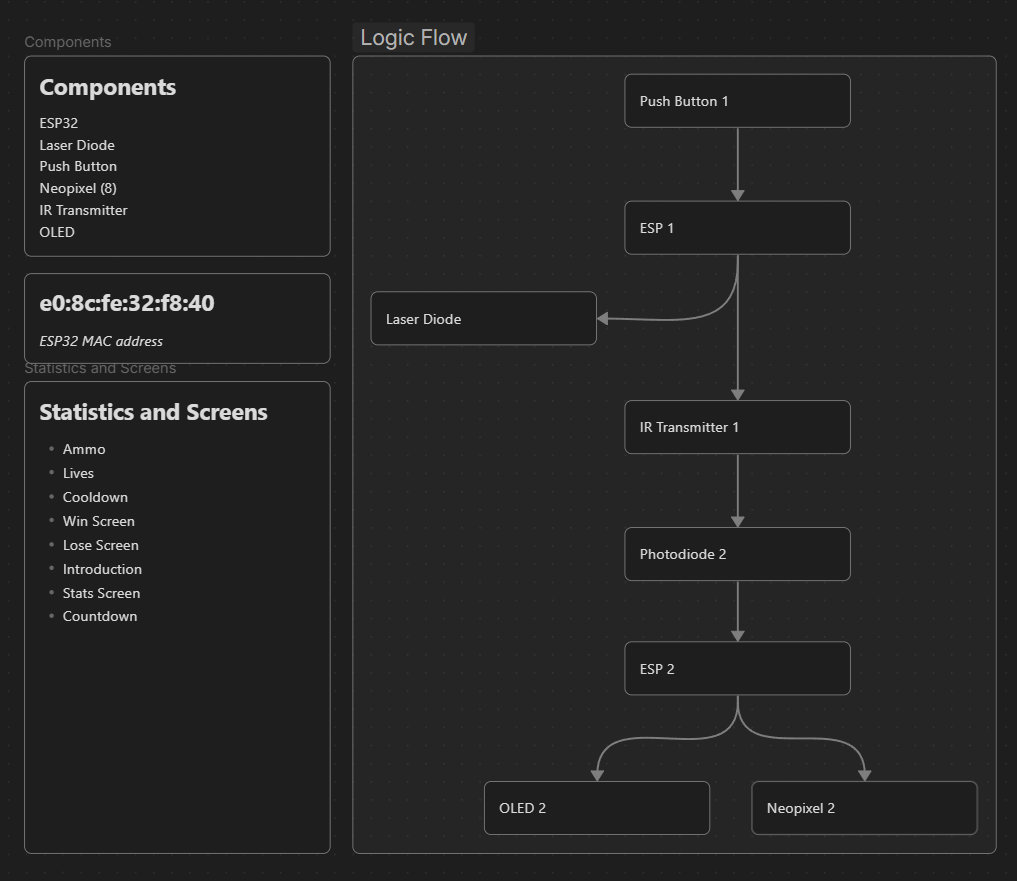 Components
Components
ESP32
Laser Diode
Push Button
Neopixel (8)
IR Transmitter
OLED
e0:8c:fe:32:f8:40
ESP32 MAC address
Statistics and Screens
Statistics and Screens
Ammo
Lives
Cooldown
Win Screen
Lose Screen
Introduction
Stats Screen
Countdown
Logic Flow
Push Button 1
ESP 1
Laser Diode
IR Transmitter 1
Photodiode 2
ESP 2
OLED 2
Neopixel 2